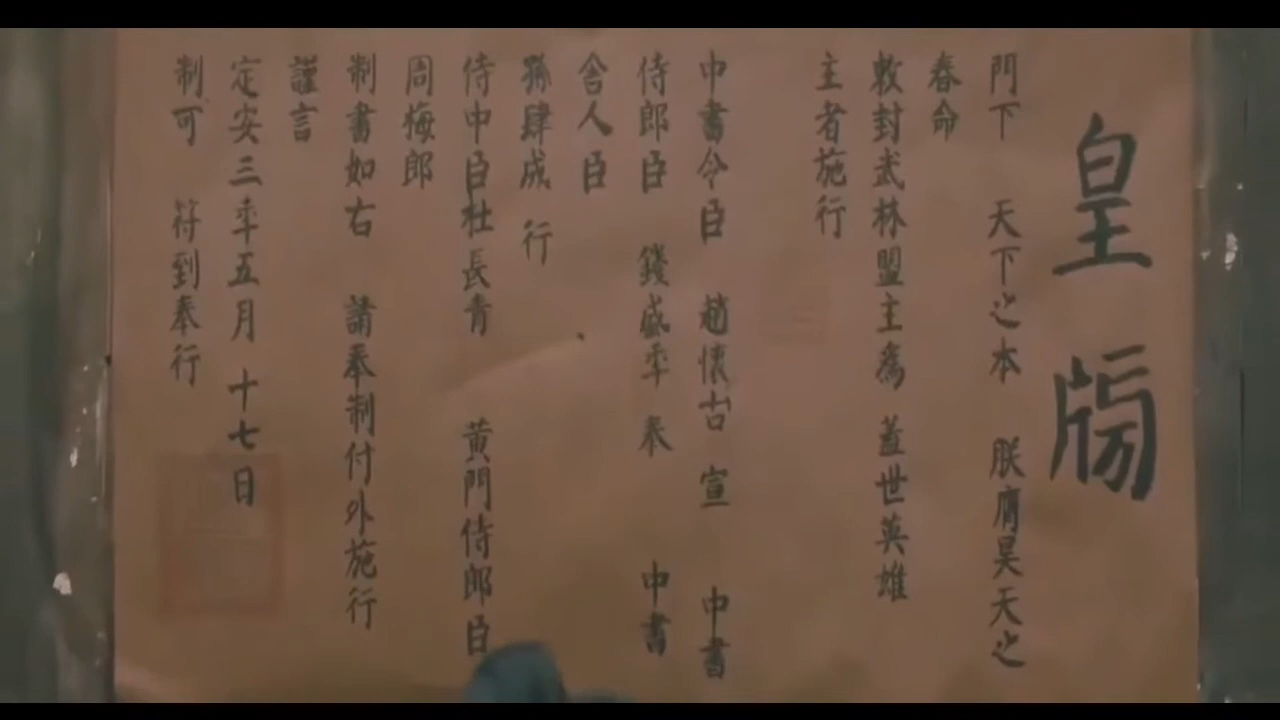 皇牓
門下 天下之本 朕膺昊天之
春命
敕封武林盟主為 蓋世英雄
主者施行
中書令臣 趙懷古 宣 中書
侍郎臣 錢盛年 奉 中書
舍人臣
孫肆成 行
侍中臣杜長青 黃門侍郎臣
周梅郎
制書如右 請奉制付外施行
謹言
定安三年五月 十七日
制可 符到奉行